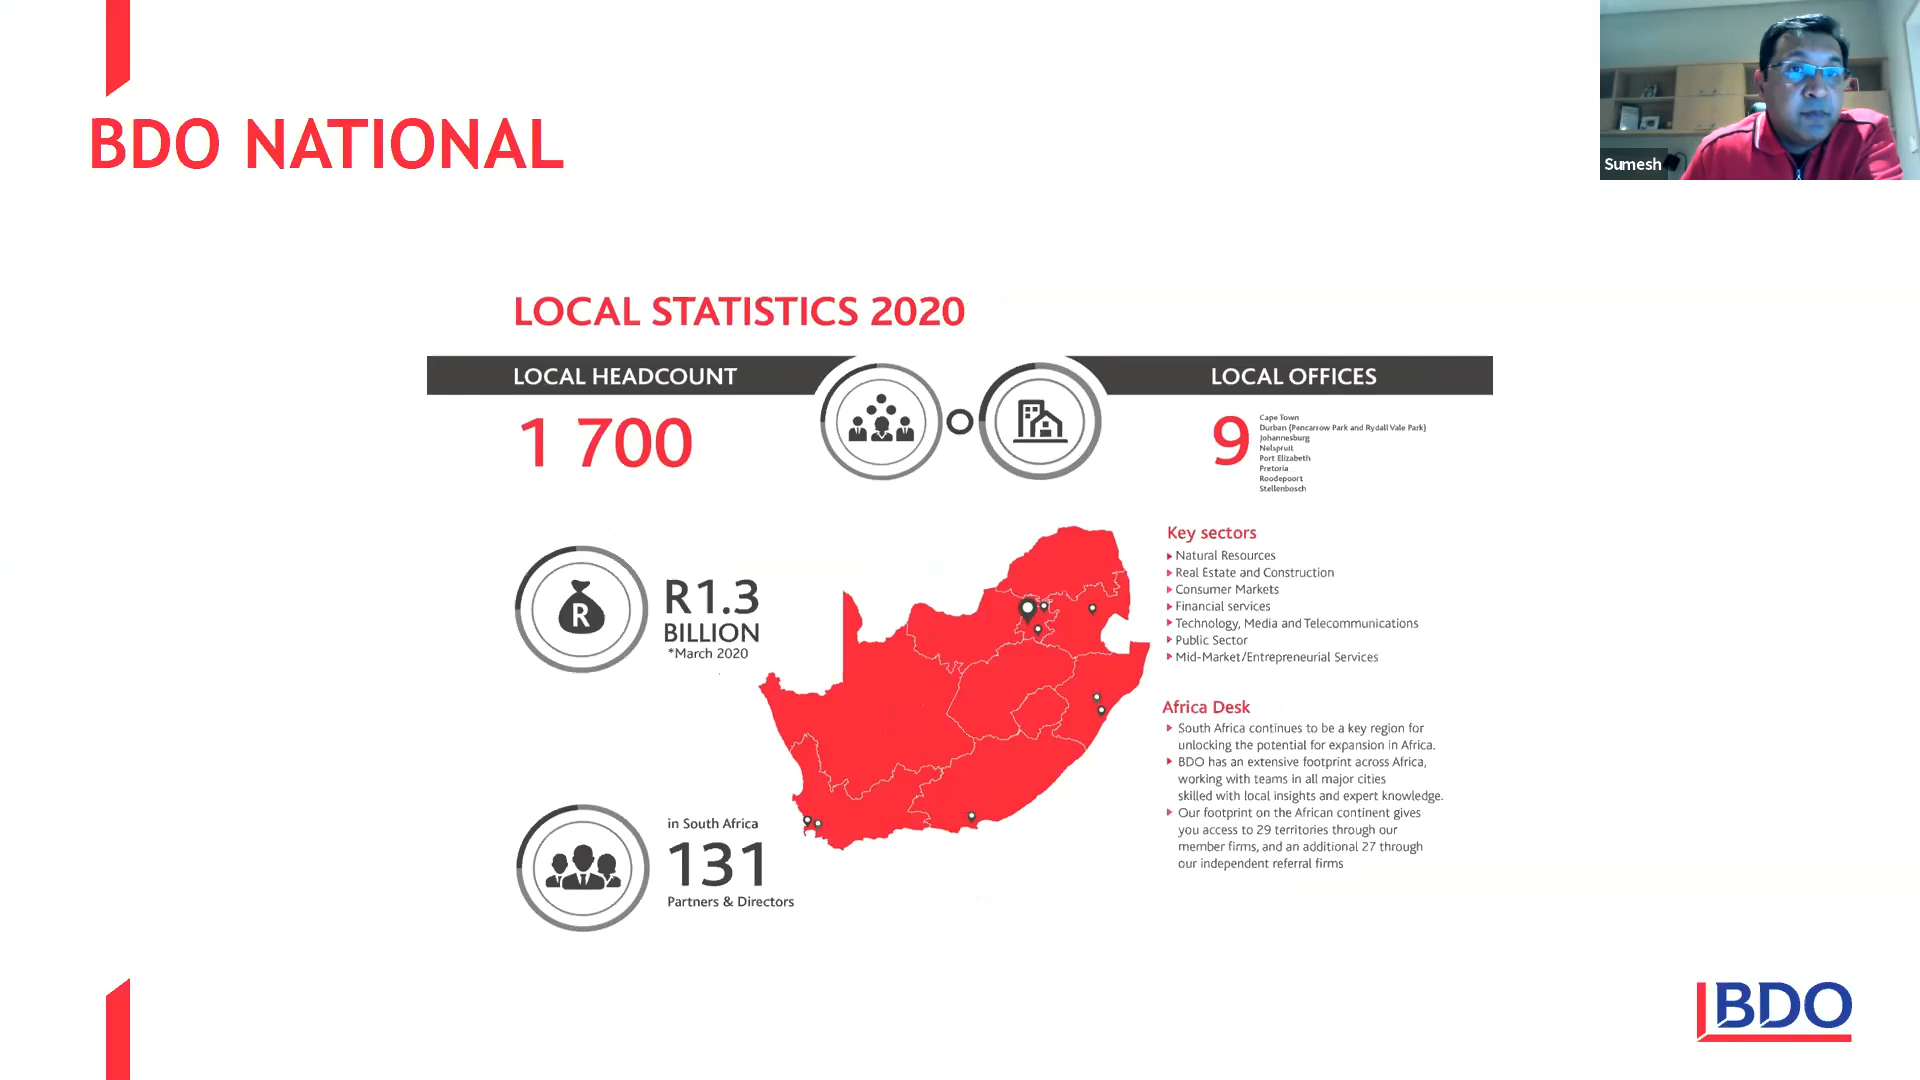 BDO NATIONAL
Sumesh
LOCAL STATISTICS 2020
LOCAL HEADCOUNT
1 700
LOCAL OFFICES
9
Cape Town
Durban (Pencarrow Park and Rydall Vale Park)
Johannesburg
Nelspruit
Port Elizabeth
Pretoria
Roodepoort
Stellenbosch
R
R1.3
BILLION
*March 2020
in South Africa
131
Partners & Directors
Key sectors
Natural Resources
Real Estate and Construction
Consumer Markets
Financial services
Technology, Media and Telecommunications
Public Sector
Mid-Market/Entrepreneurial Services
Africa Desk
South Africa continues to be a key region for
unlocking the potential for expansion in Africa.
BDO has an extensive footprint across Africa,
working with teams in all major cities
skilled with local insights and expert knowledge.
Our footprint on the African continent gives
you access to 29 territories through our
member firms, and an additional 27 through
our independent referral firms
BDO